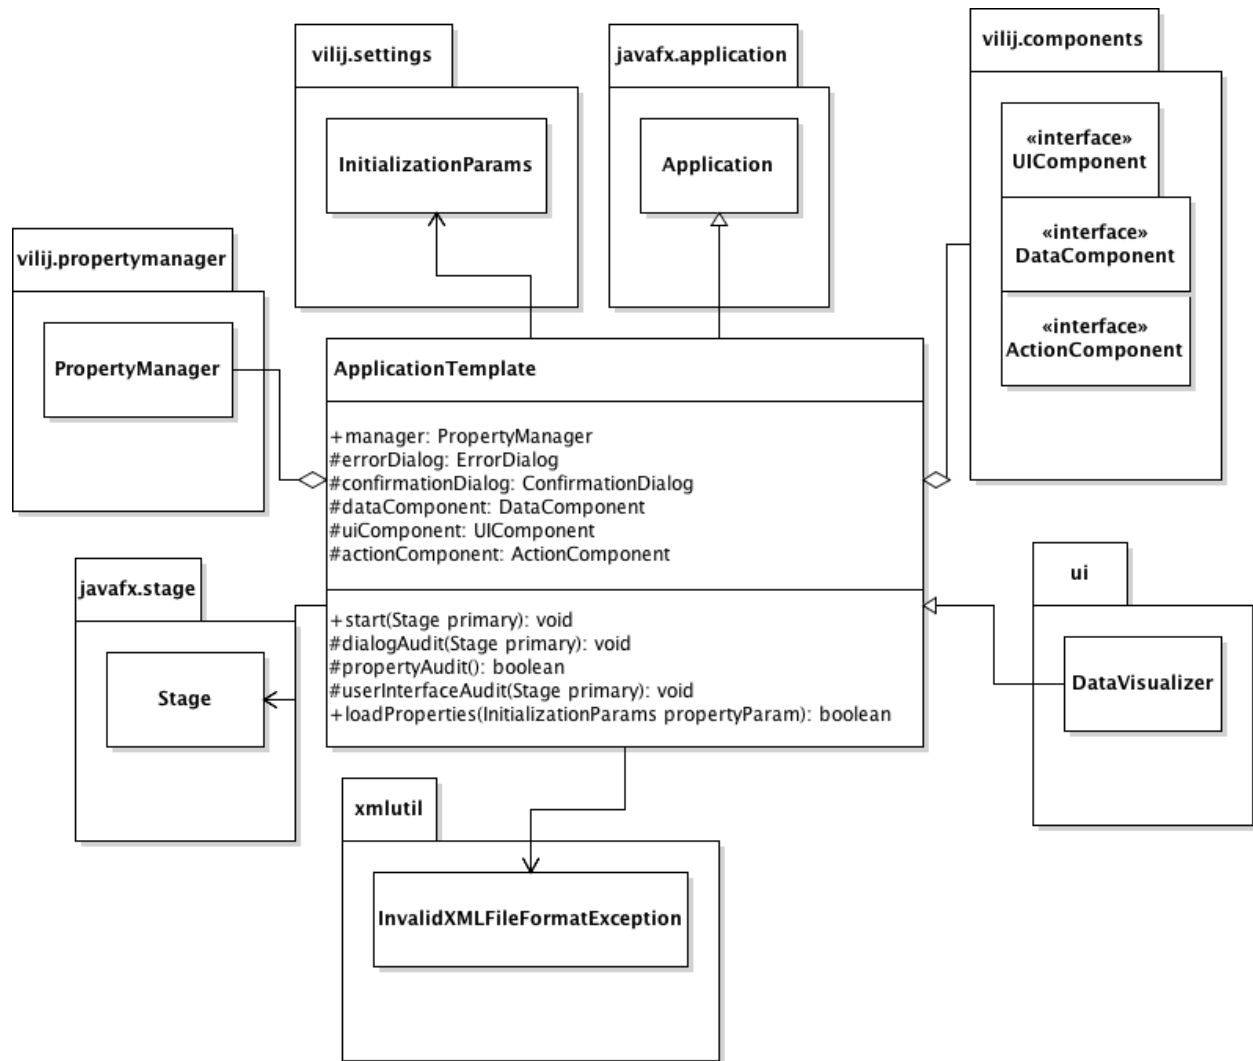 vilij.settings
InitializationParams
javafx.application
Application
vilij.components
«interface»
UIComponent
«interface»
DataComponent
«interface»
ActionComponent
vilij.propertymanager
PropertyManager
ApplicationTemplate
+manager: PropertyManager
#errorDialog: ErrorDialog
#confirmationDialog: ConfirmationDialog
#dataComponent: DataComponent
#uiComponent: UIComponent
#actionComponent: ActionComponent
+start(Stage primary): void
#dialogAudit(Stage primary): void
#propertyAudit(): boolean
#userInterfaceAudit(Stage primary): void
+loadProperties(InitializationParams propertyParam): boolean
javafx.stage
Stage
ui
DataVisualizer
xmlutil
InvalidXMLFileFormatException